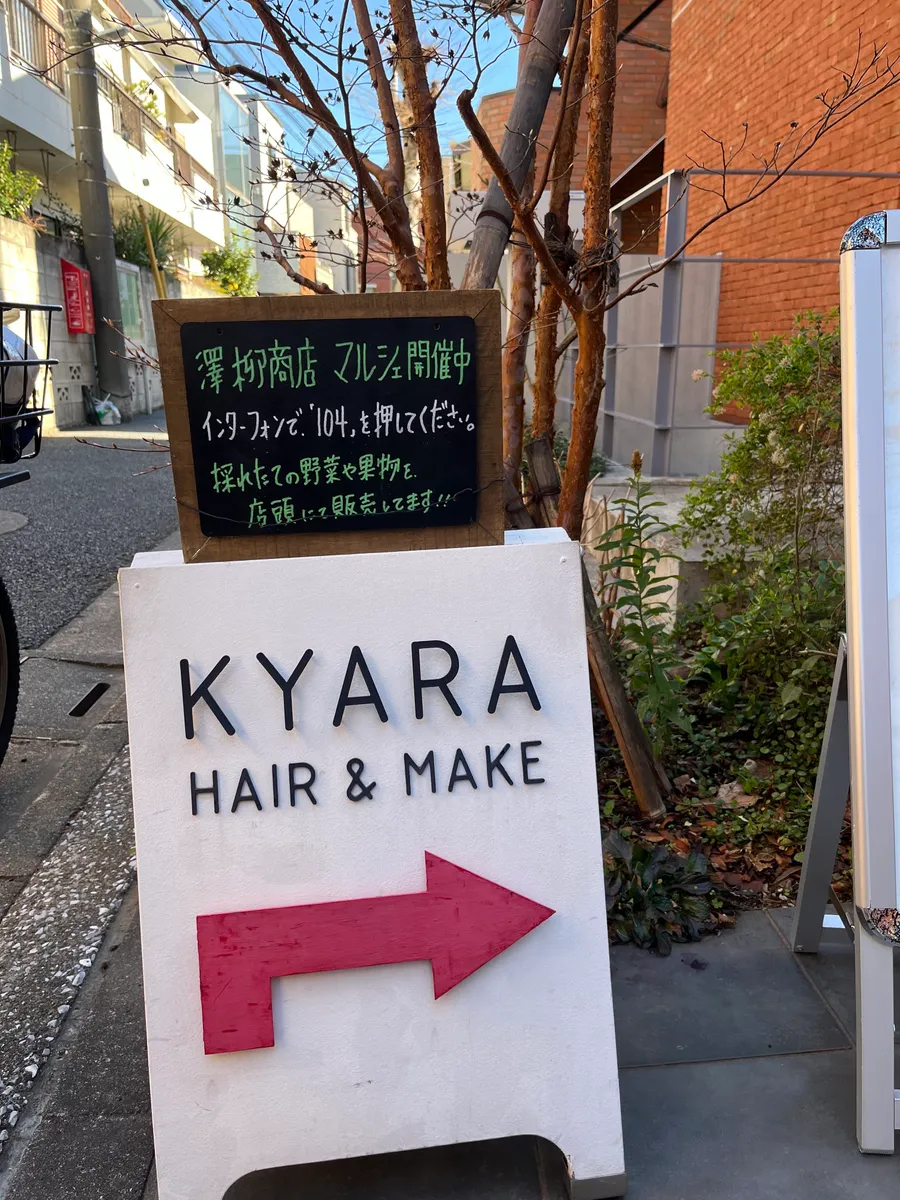 澤柳商店 マルシェ開催中
インターフォンで、「104」を押してください。
採れたての野菜や果物を、
店頭にて販売してます!!
KYARA
HAIR & MAKE